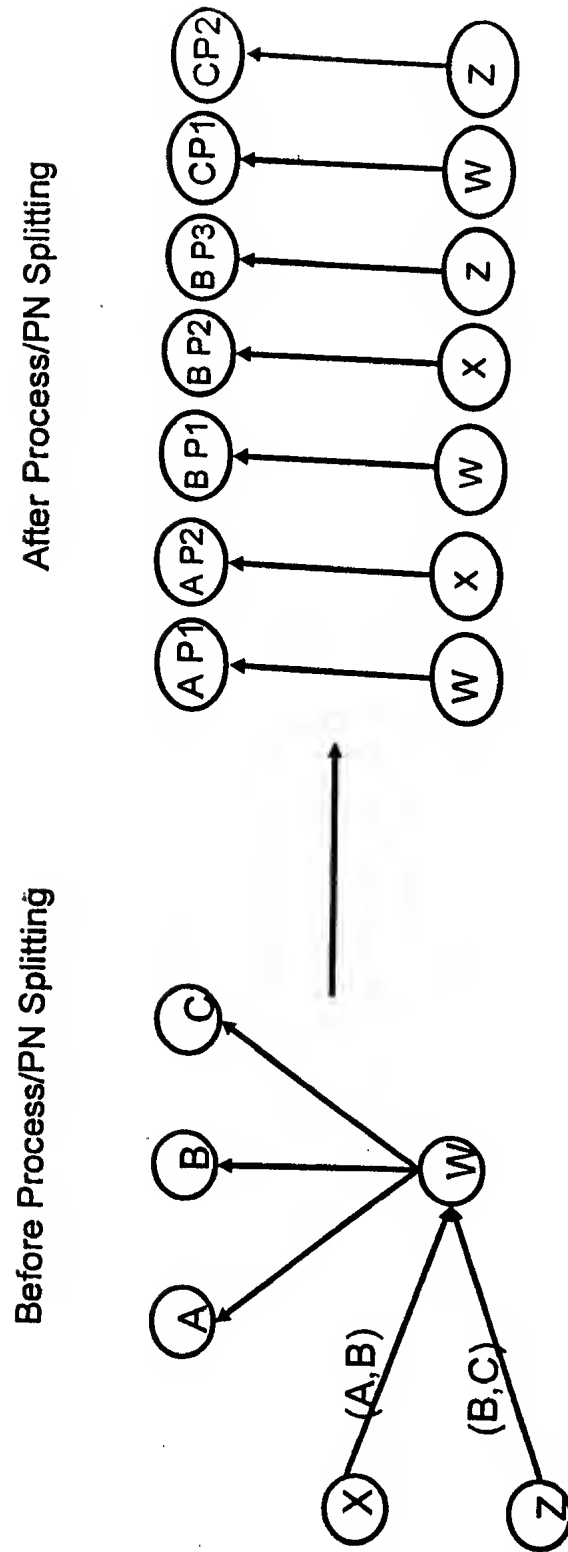 Before Process/PN Splitting
A
B
C
W
X
(A,B)
Z
(B,C)
After Process/PN Splitting
A P1
A P2
B P1
B P2
B P3
CP1
CP2
W
X
W
X
Z
W
Z